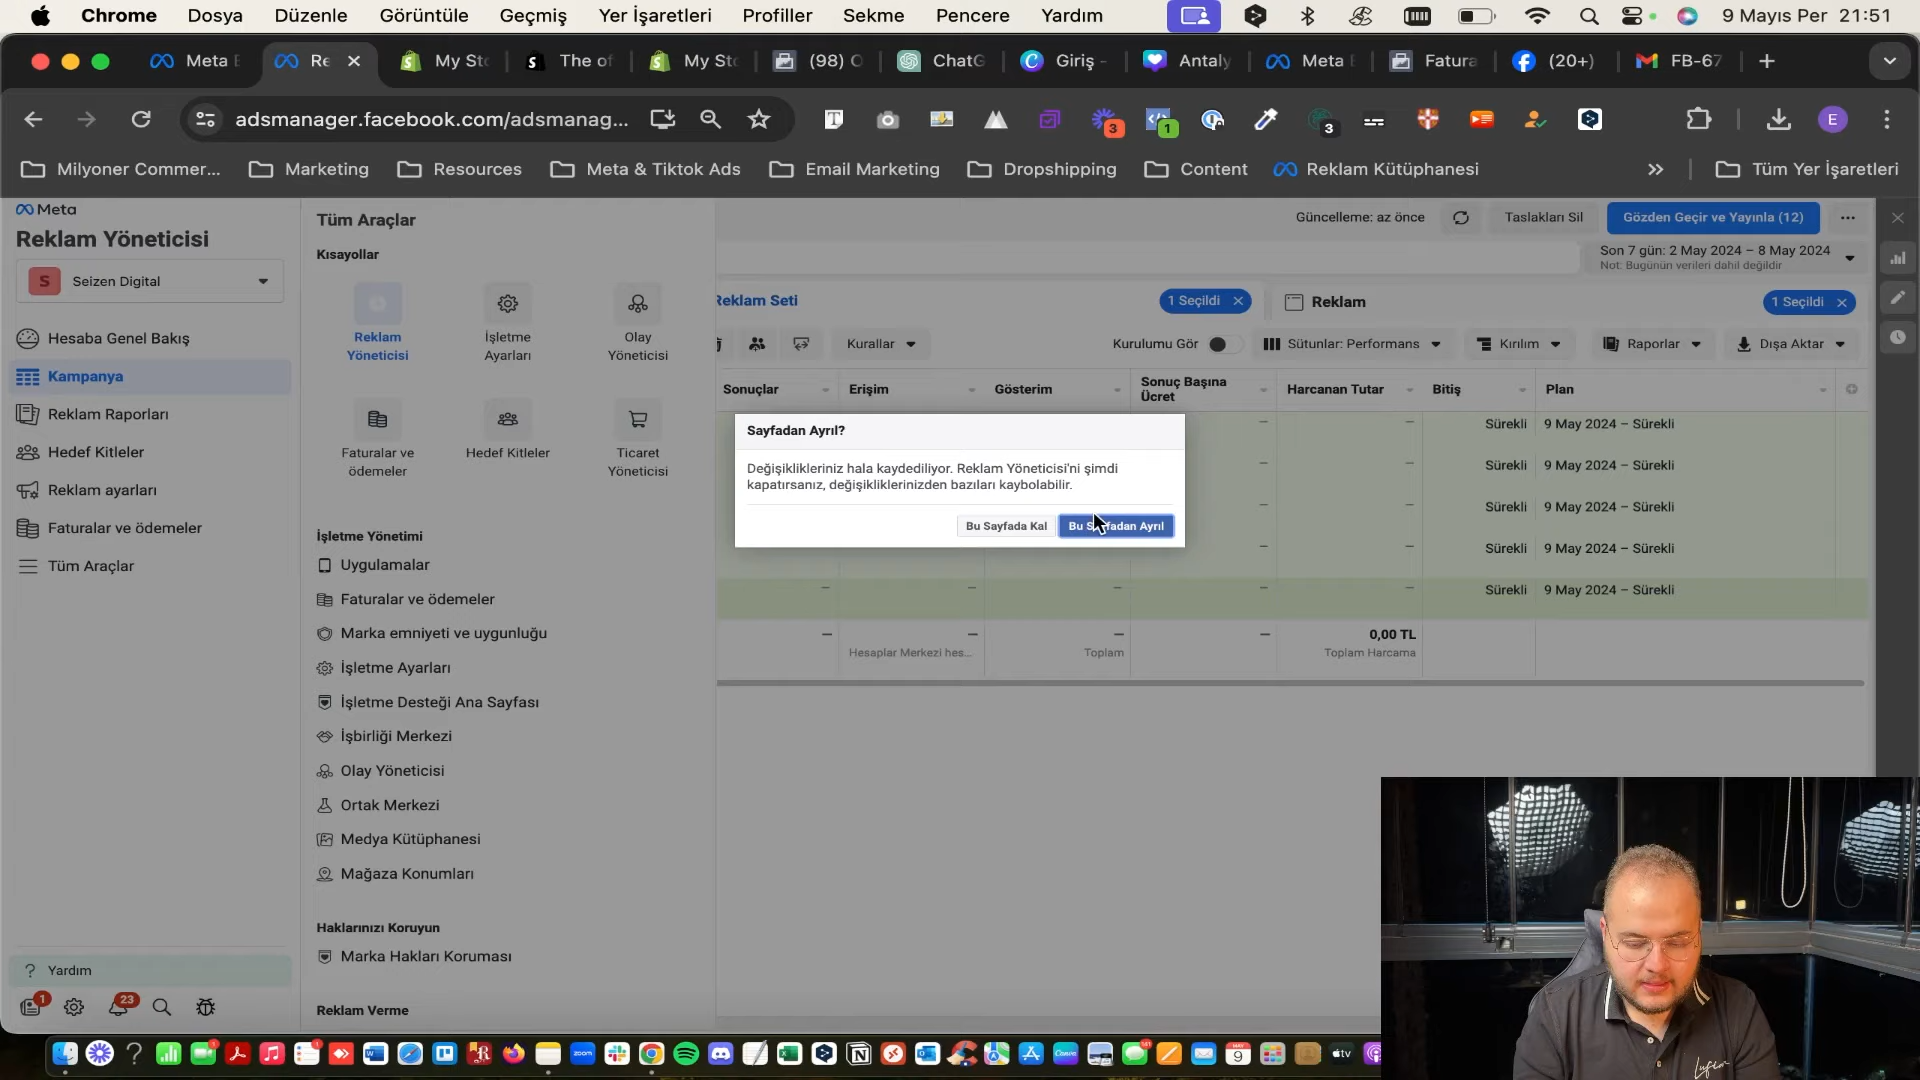 Chrome Dosya Düzenle Görüntüle Geçmiş Yer İşaretleri Profiller Sekme Pencere Yardım
9 Mayıs Per 21:51
Meta
Re
My St
The of
My St
(98)
ChatG
Giriş -
Antaly
Meta
Fatura
(20+)
FB-67
adsmanager.facebook.com/adsmanag...
3
1
3
E
Milyoner Commer...
Marketing
Resources
Meta & Tiktok Ads
Email Marketing
Dropshipping
Content
Reklam Kütüphanesi
Tüm Yer İşaretleri
Meta
Reklam Yöneticisi
S
Seizen Digital
Hesaba Genel Bakış
Kampanya
Reklam Raporları
Hedef Kitleler
Reklam ayarları
Faturalar ve ödemeler
Tüm Araçlar
Yardım
1
23
Tüm Araçlar
Kısayollar
Reklam
Yöneticisi
İşletme
Ayarları
Olay
Yöneticisi
Faturalar ve
ödemeler
Hedef Kitleler
Ticaret
Yöneticisi
İşletme Yönetimi
Uygulamalar
Faturalar ve ödemeler
Marka emniyeti ve uygunluğu
İşletme Ayarları
İşletme Desteği Ana Sayfası
İşbirliği Merkezi
Olay Yöneticisi
Ortak Merkezi
Medya Kütüphanesi
Mağaza Konumları
Haklarınızı Koruyun
Marka Hakları Koruması
Reklam Verme
Güncelleme: az önce
Taslakları Sil
Gözden Geçir ve Yayınla (12)
Son 7 gün: 2 May 2024 – 8 May 2024
Not: Bugünün verileri dahil değildir
Reklam Seti
1 Seçildi
Reklam
1 Seçildi
Kurallar
Kurulumu Gör
Sütunlar: Performans
Kırılım
Raporlar
Dışa Aktar
Sonuçlar
Erişim
Gösterim
Sonuç Başına
Ücret
Harcanan Tutar
Bitiş
Plan
— — Sürekli 9 May 2024 – Sürekli
— — Sürekli 9 May 2024 – Sürekli
— — Sürekli 9 May 2024 – Sürekli
— — Sürekli 9 May 2024 – Sürekli
— — — — — Sürekli 9 May 2024 – Sürekli
— — — — 0,00 TL
Hesaplar Merkezi hes...
Toplam
Toplam Harcama
Sayfadan Ayrıl?
Değişiklikleriniz hala kaydediliyor. Reklam Yöneticisi'ni şimdi
kapatırsanız, değişikliklerinizden bazıları kaybolabilir.
Bu Sayfada Kal
Bu Sayfadan Ayrıl
zoom
Canva
9
tv